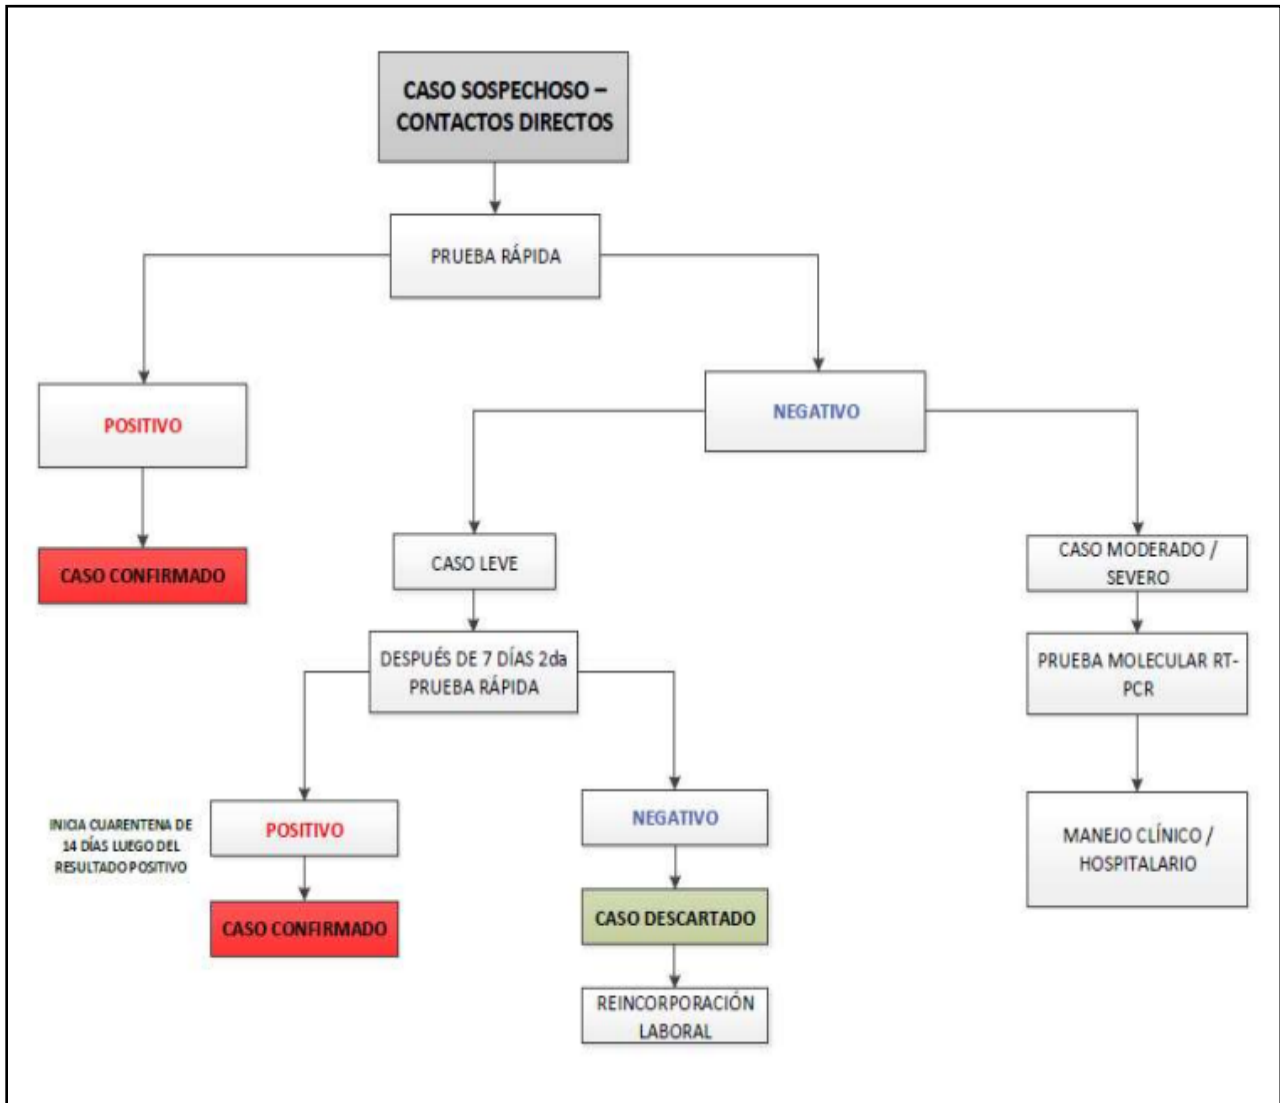 CASO SOSPECHOSO –
CONTACTOS DIRECTOS
PRUEBA RÁPIDA
POSITIVO
NEGATIVO
CASO CONFIRMADO
CASO LEVE
CASO MODERADO /
SEVERO
DESPUÉS DE 7 DÍAS 2da
PRUEBA RÁPIDA
PRUEBA MOLECULAR RT-
PCR
INICIA CUARENTENA DE
14 DÍAS LUEGO DEL
RESULTADO POSITIVO
POSITIVO
NEGATIVO
MANEJO CLÍNICO /
HOSPITALARIO
CASO CONFIRMADO
CASO DESCARTADO
REINCORPORACIÓN
LABORAL